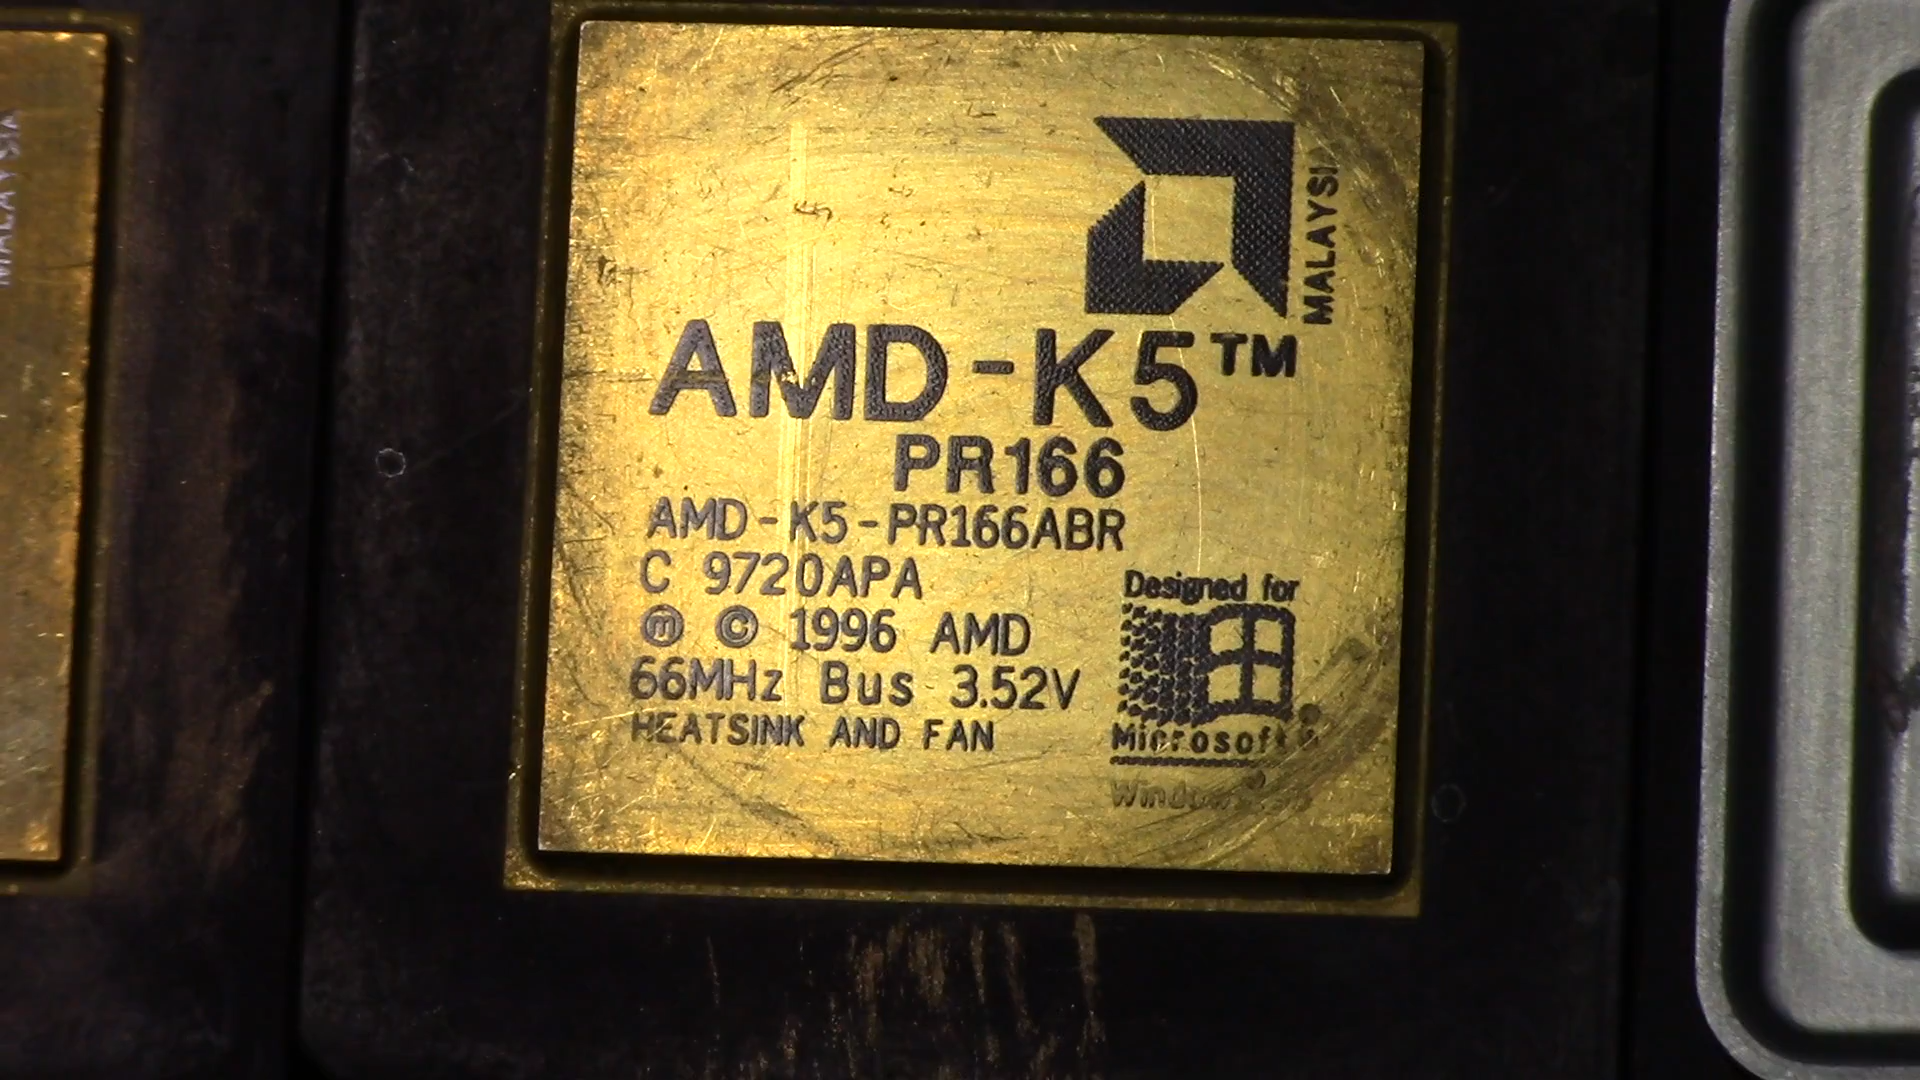 MALAYSIA
MALAYSI
AMD-K5™
PR166
AMD-K5-PR166ABR
C 9720APA
ⓜ © 1996 AMD
66MHz Bus 3.52V
HEATSINK AND FAN
Designed for
Microsoft®